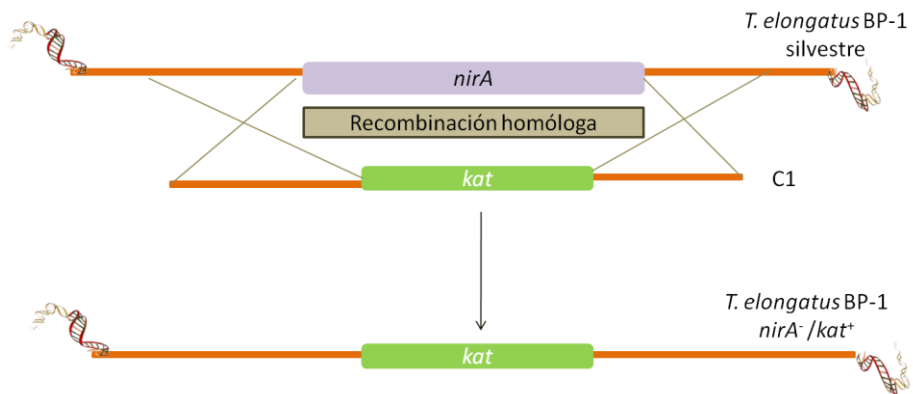 T. elongatus BP-1
silvestre
nirA
Recombinación homóloga
kat
C1
T. elongatus BP-1
nirA⁻ /kat⁺
kat